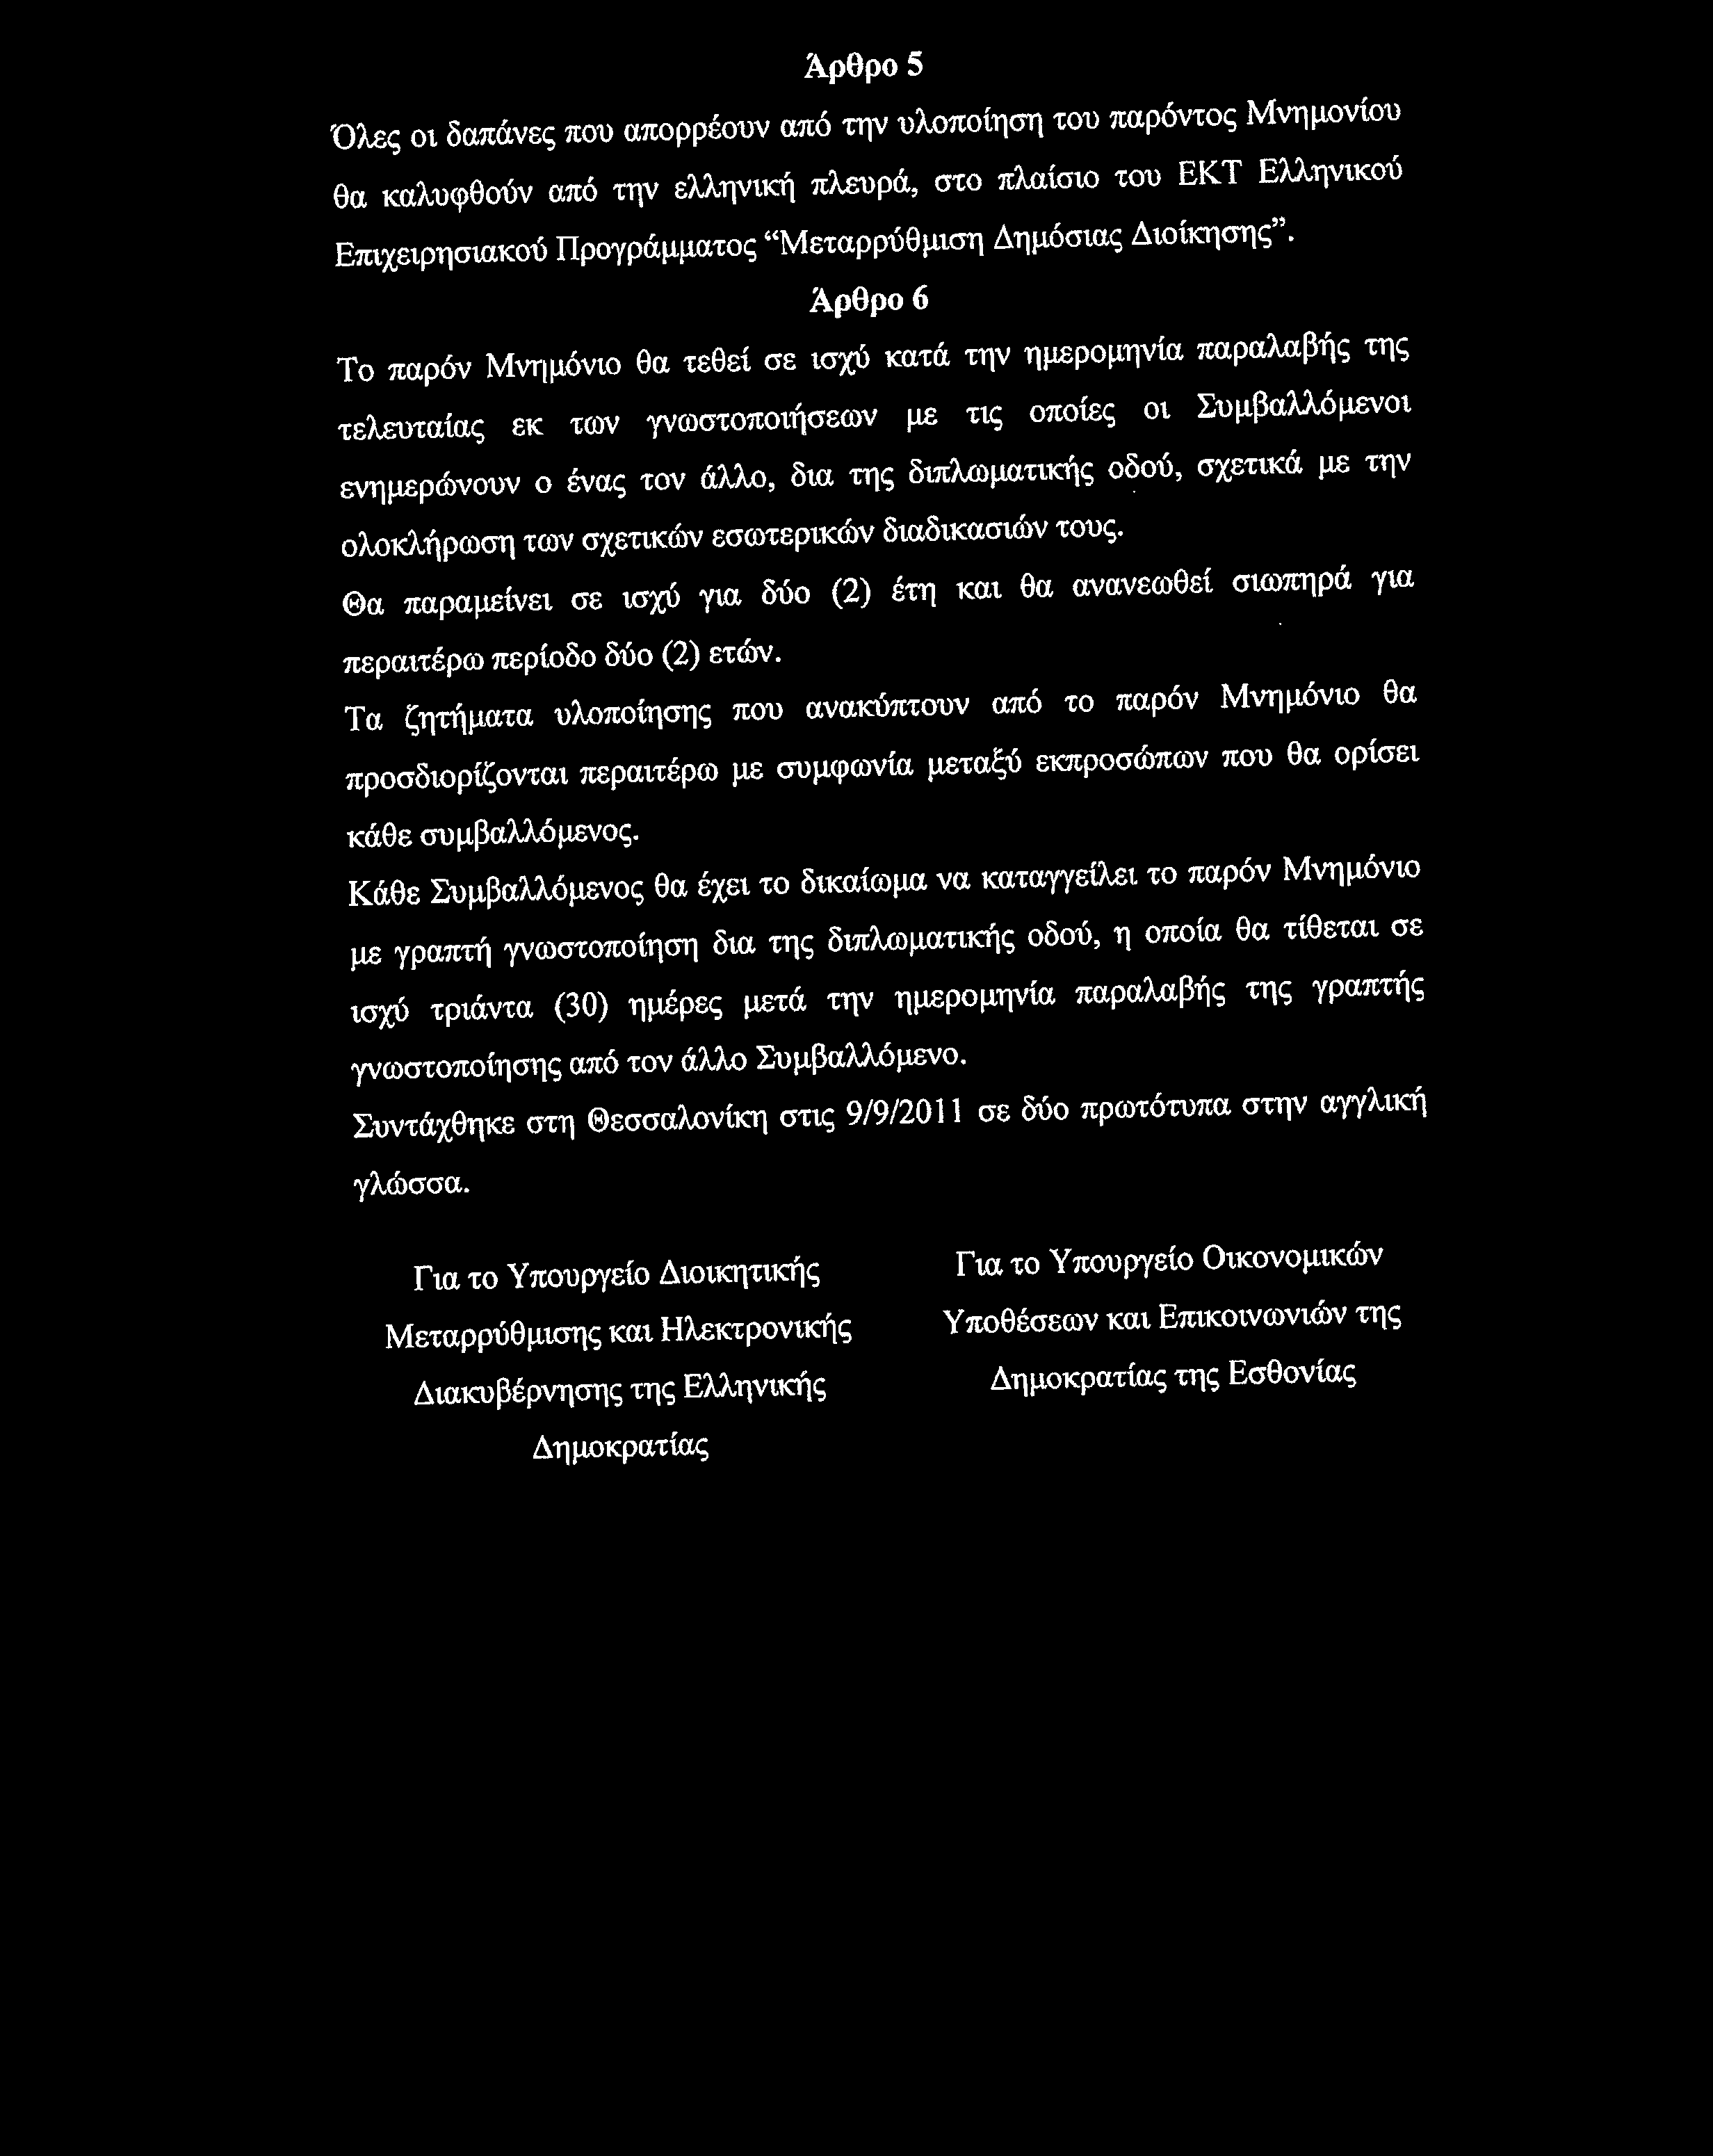 Άρθρο 5
Όλες οι δαπάνες που απορρέουν από την υλοποίηση του παρόντος Μνημονίου
θα καλυφθούν από την ελληνική πλευρά, στο πλαίσιο του ΕΚΤ Ελληνικού
Επιχειρησιακού Προγράμματος “Μεταρρύθμιση Δημόσιας Διοίκησης”.
Άρθρο 6
Το παρόν Μνημόνιο θα τεθεί σε ισχύ κατά την ημερομηνία παραλαβής της
τελευταίας εκ των γνωστοποιήσεων με τις οποίες οι Συμβαλλόμενοι
ενημερώνουν ο ένας τον άλλο, δια της διπλωματικής οδού, σχετικά με την
ολοκλήρωση των σχετικών εσωτερικών διαδικασιών τους.
Θα παραμείνει σε ισχύ για δύο (2) έτη και θα ανανεωθεί σιωπηρά για
περαιτέρω περίοδο δύο (2) ετών.
Τα ζητήματα υλοποίησης που ανακύπτουν από το παρόν Μνημόνιο θα
προσδιορίζονται περαιτέρω με συμφωνία μεταξύ εκπροσώπων που θα ορίσει
κάθε συμβαλλόμενος.
Κάθε Συμβαλλόμενος θα έχει το δικαίωμα να καταγγείλει το παρόν Μνημόνιο
με γραπτή γνωστοποίηση δια της διπλωματικής οδού, η οποία θα τίθεται σε
ισχύ τριάντα (30) ημέρες μετά την ημερομηνία παραλαβής της γραπτής
γνωστοποίησης από τον άλλο Συμβαλλόμενο.
Συντάχθηκε στη Θεσσαλονίκη στις 9/9/2011 σε δύο πρωτότυπα στην αγγλική
γλώσσα.
Για το Υπουργείο Διοικητικής
Μεταρρύθμισης και Ηλεκτρονικής
Διακυβέρνησης της Ελληνικής
Δημοκρατίας
Για το Υπουργείο Οικονομικών
Υποθέσεων και Επικοινωνιών της
Δημοκρατίας της Εσθονίας